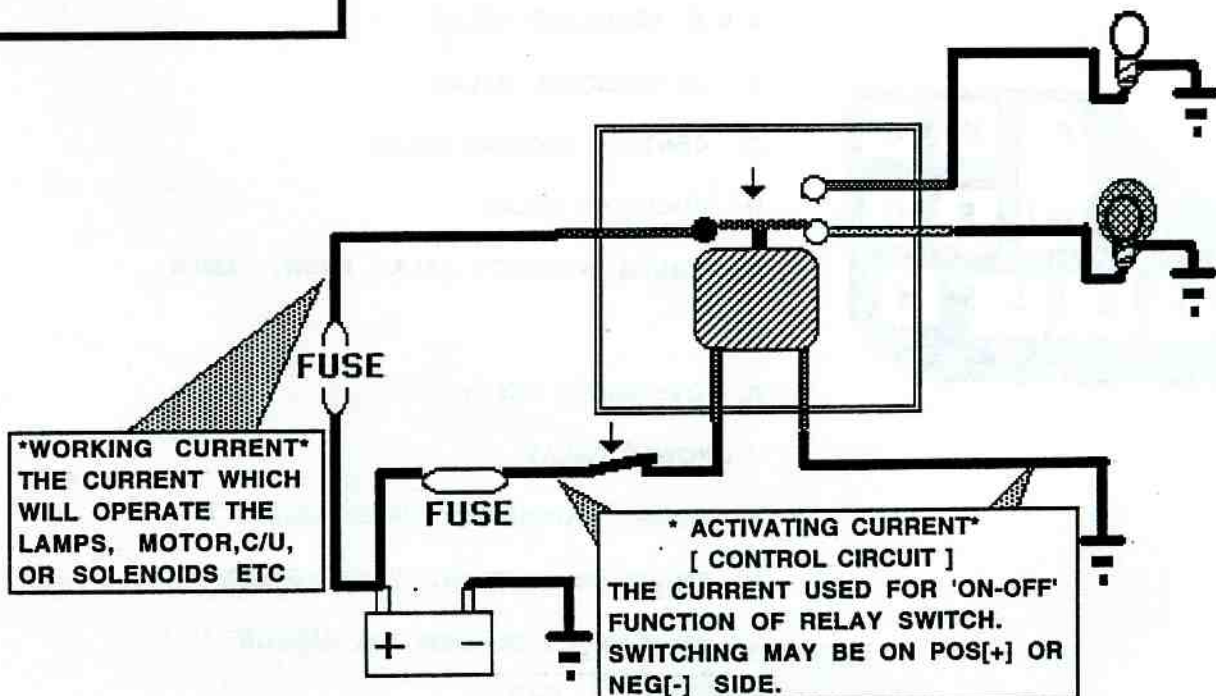 FUSE
*WORKING CURRENT*
THE CURRENT WHICH
WILL OPERATE THE
LAMPS, MOTOR,C/U,
OR SOLENOIDS ETC
FUSE
+ −
* ACTIVATING CURRENT*
[ CONTROL CIRCUIT ]
THE CURRENT USED FOR 'ON-OFF'
FUNCTION OF RELAY SWITCH.
SWITCHING MAY BE ON POS[+] OR
NEG[-] SIDE.